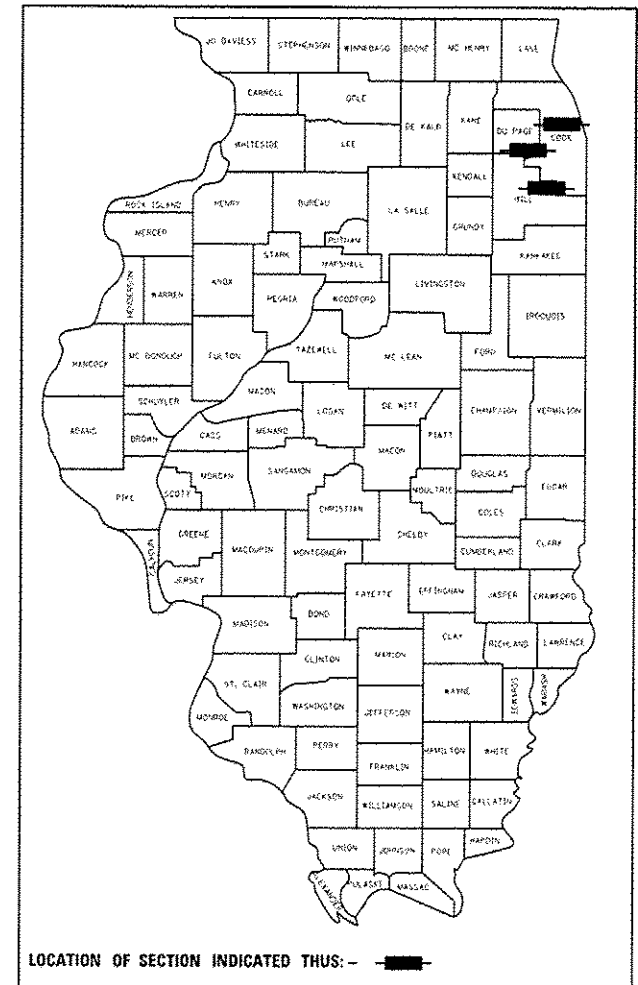 JO DAVIESS STEPHENSON WINNEBAGO BOONE MC HENRY LAKE
CARROLL OGLE
DE KALB KANE DU PAGE COOK
WHITESIDE LEE
KENDALL
ROCK ISLAND HENRY BUREAU LA SALLE WILL
MERCER GRUNDY
PUTNAM
STARK MARSHALL KANKAKEE
HENDERSON WARREN KNOX PEORIA WOODFORD LIVINGSTON IROQUOIS
HANCOCK MC DONOUGH FULTON TAZEWELL MC LEAN FORD
MASON
SCHUYLER LOGAN DE WITT CHAMPAIGN VERMILION
ADAMS BROWN CASS MENARD MACON PIATT
MORGAN SANGAMON DOUGLAS EDGAR
PIKE SCOTT CHRISTIAN MOULTRIE
COLES
GREENE SHELBY
CALHOUN MACOUPIN MONTGOMERY CUMBERLAND CLARK
JERSEY
FAYETTE EFFINGHAM JASPER CRAWFORD
MADISON BOND
CLAY RICHLAND LAWRENCE
CLINTON MARION
ST. CLAIR WAYNE EDWARDS WABASH
WASHINGTON JEFFERSON
MONROE
RANDOLPH PERRY HAMILTON WHITE
FRANKLIN
JACKSON WILLIAMSON SALINE GALLATIN
UNION JOHNSON POPE HARDIN
ALEXANDER PULASKI MASSAC
LOCATION OF SECTION INDICATED THUS: -